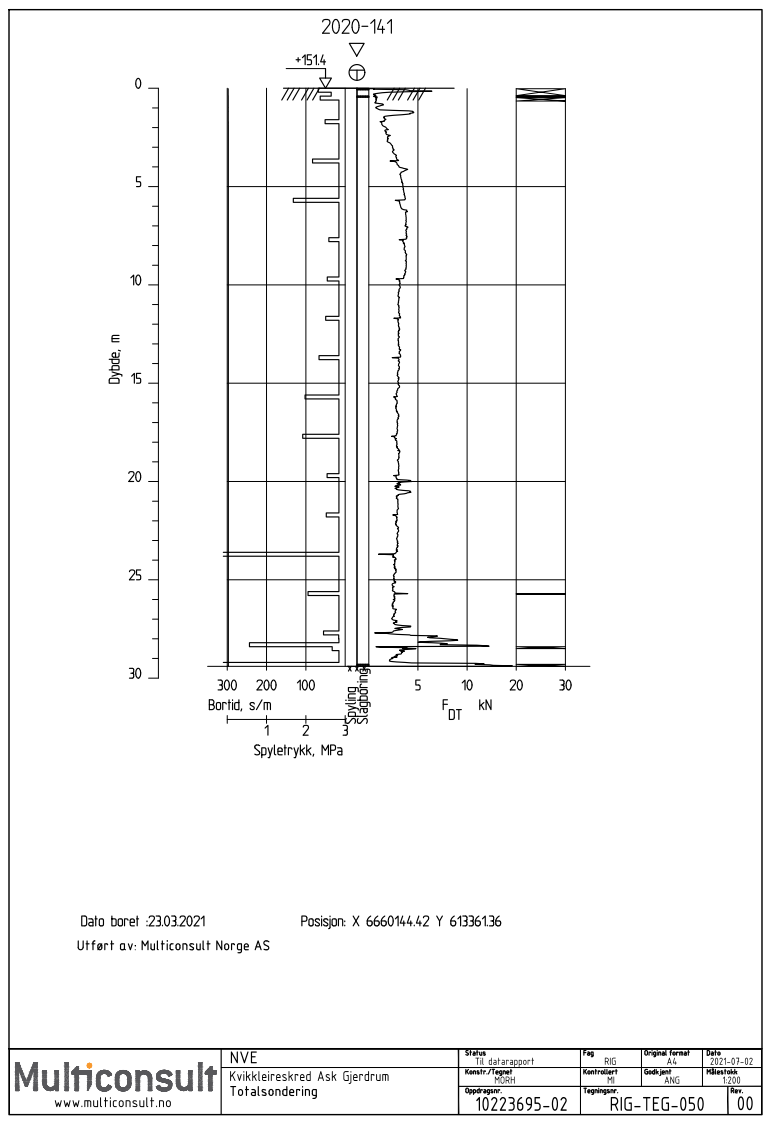 2020-141
+151.4
0
5
10
15
20
25
30
Dybde, m
300 200 100
Bortid, s/m
1 2 3
Spyletrykk, MPa
Spyling
Slagboring
5 10 20 30
F DT kN
Dato boret :23.03.2021
Posisjon: X 6660144.42 Y 613361.36
Utført av: Multiconsult Norge AS
Multiconsult
www.multiconsult.no
NVE
Kvikkleireskred Ask Gjerdrum
Totalsondering
Status
Til datarapport
Fag
RIG
Original format
A4
Dato
2021-07-02
Konstr./Tegnet
MORH
Kontrollert
MI
Godkjent
ANG
Målestokk
1:200
Oppdragsnr.
10223695-02
Tegningsnr.
RIG-TEG-050
Rev.
00